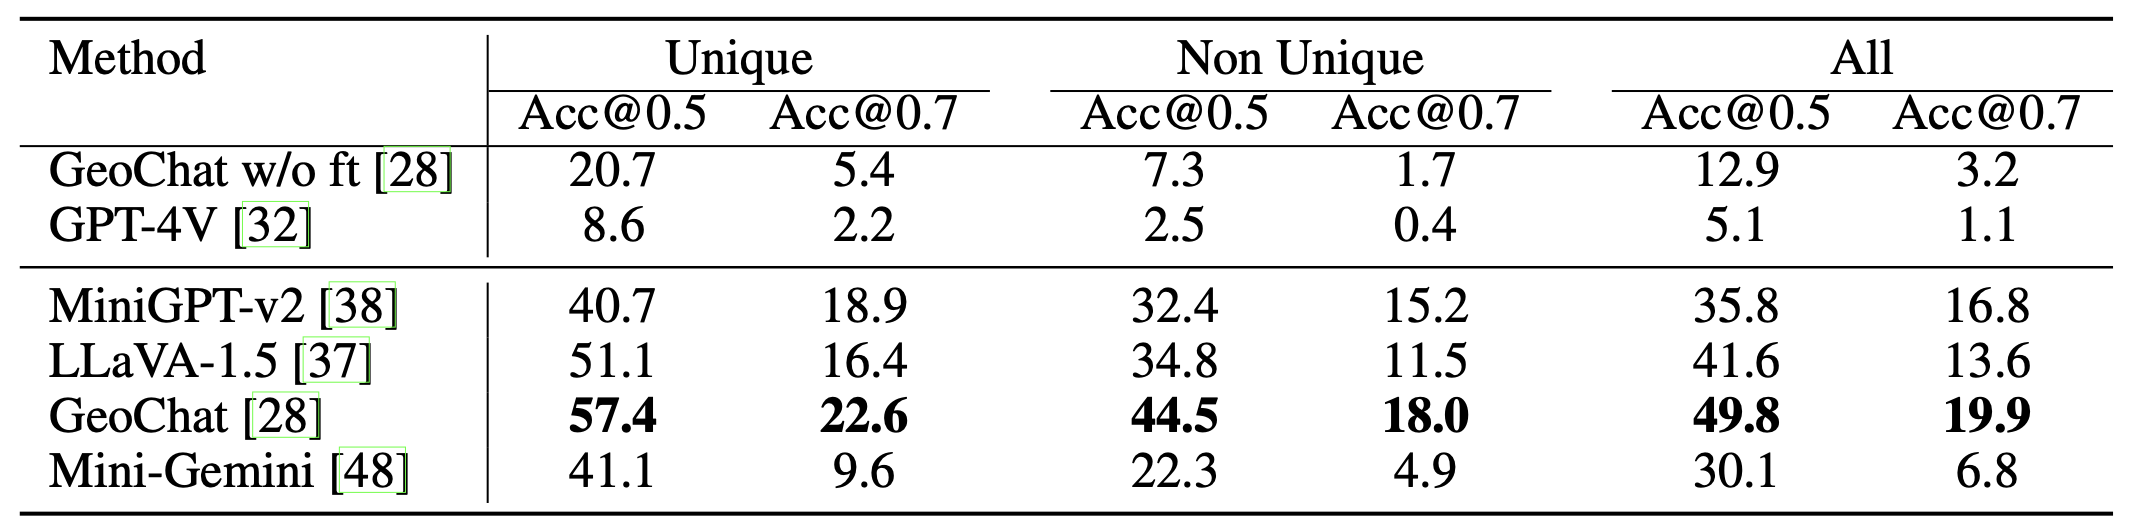 Method Unique Non Unique All
Acc@0.5 Acc@0.7 Acc@0.5 Acc@0.7 Acc@0.5 Acc@0.7
GeoChat w/o ft [28] 20.7 5.4 7.3 1.7 12.9 3.2
GPT-4V [32] 8.6 2.2 2.5 0.4 5.1 1.1
MiniGPT-v2 [38] 40.7 18.9 32.4 15.2 35.8 16.8
LLaVA-1.5 [37] 51.1 16.4 34.8 11.5 41.6 13.6
GeoChat [28] 57.4 22.6 44.5 18.0 49.8 19.9
Mini-Gemini [48] 41.1 9.6 22.3 4.9 30.1 6.8